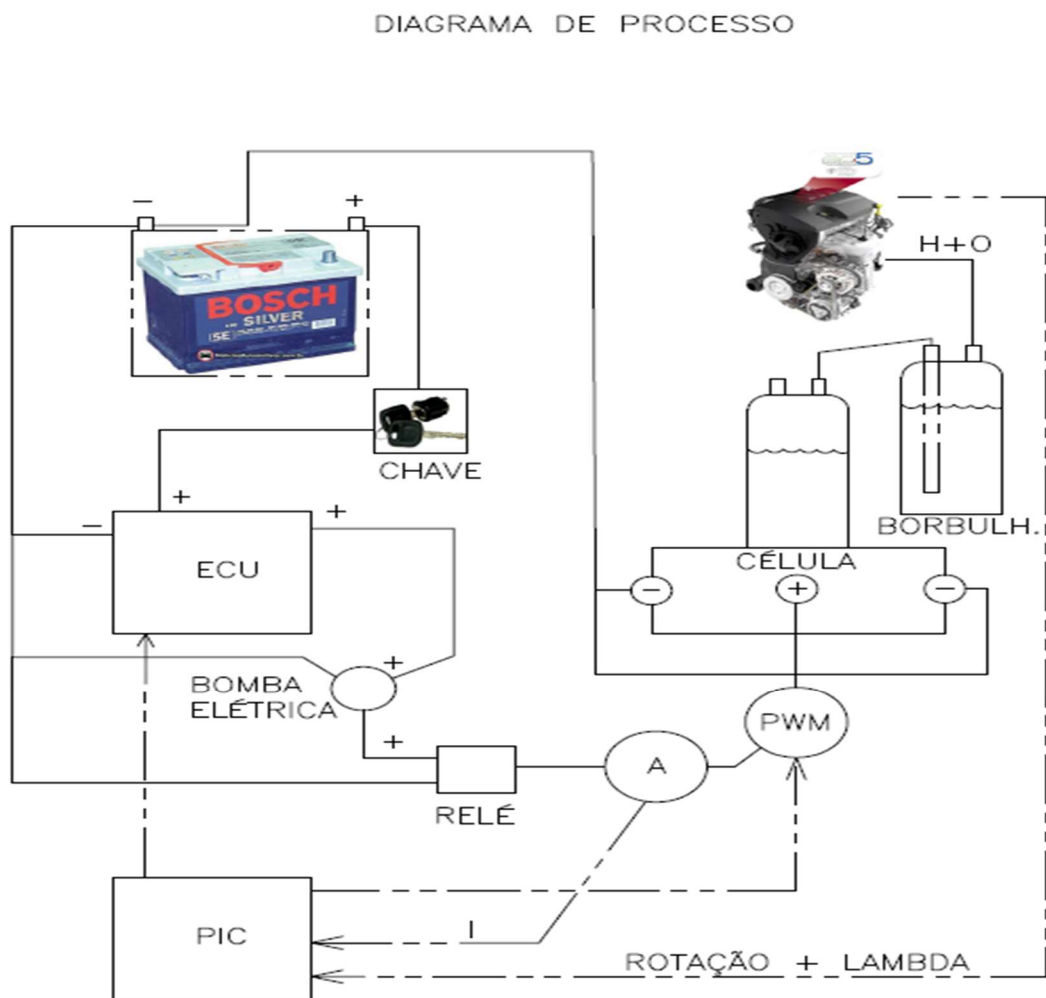 DIAGRAMA DE PROCESSO
5
− +
H+O
BOSCH
SILVER
CHAVE
+
− +
BORBULH.
ECU
CÉLULA
− + −
+
BOMBA
ELÉTRICA
PWM
+
A
RELÉ
PIC
I
ROTAÇÃO + LAMBDA